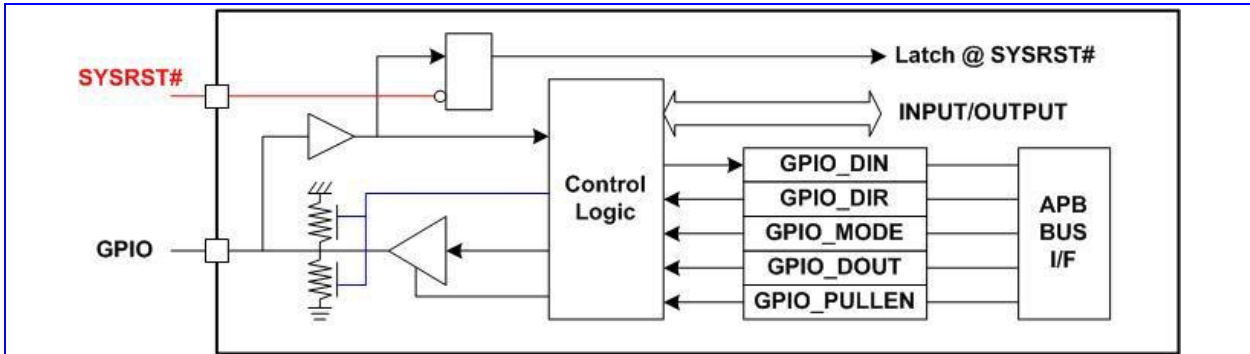 SYSRST#
Latch @ SYSRST#
INPUT/OUTPUT
Control
Logic
GPIO_DIN
GPIO_DIR
GPIO_MODE
GPIO_DOUT
GPIO_PULLEN
APB
BUS
I/F
GPIO